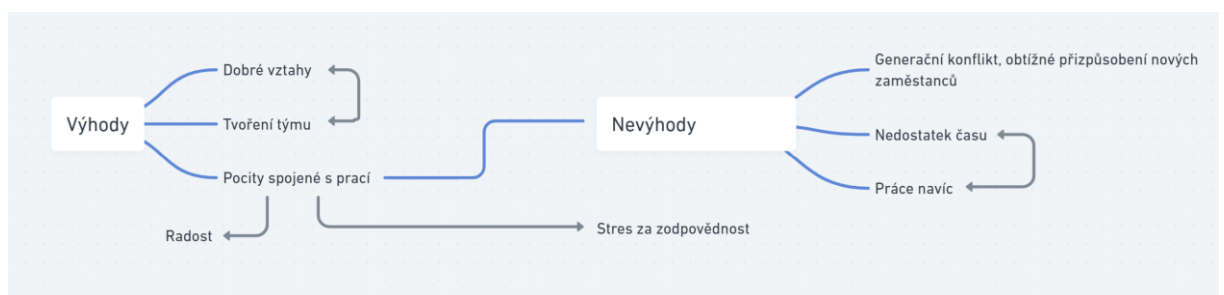 Výhody
Dobré vztahy
Tvoření týmu
Pocity spojené s prací
Radost
Stres za zodpovědnost
Nevýhody
Generační konflikt, obtížné přizpůsobení nových
zaměstanců
Nedostatek času
Práce navíc